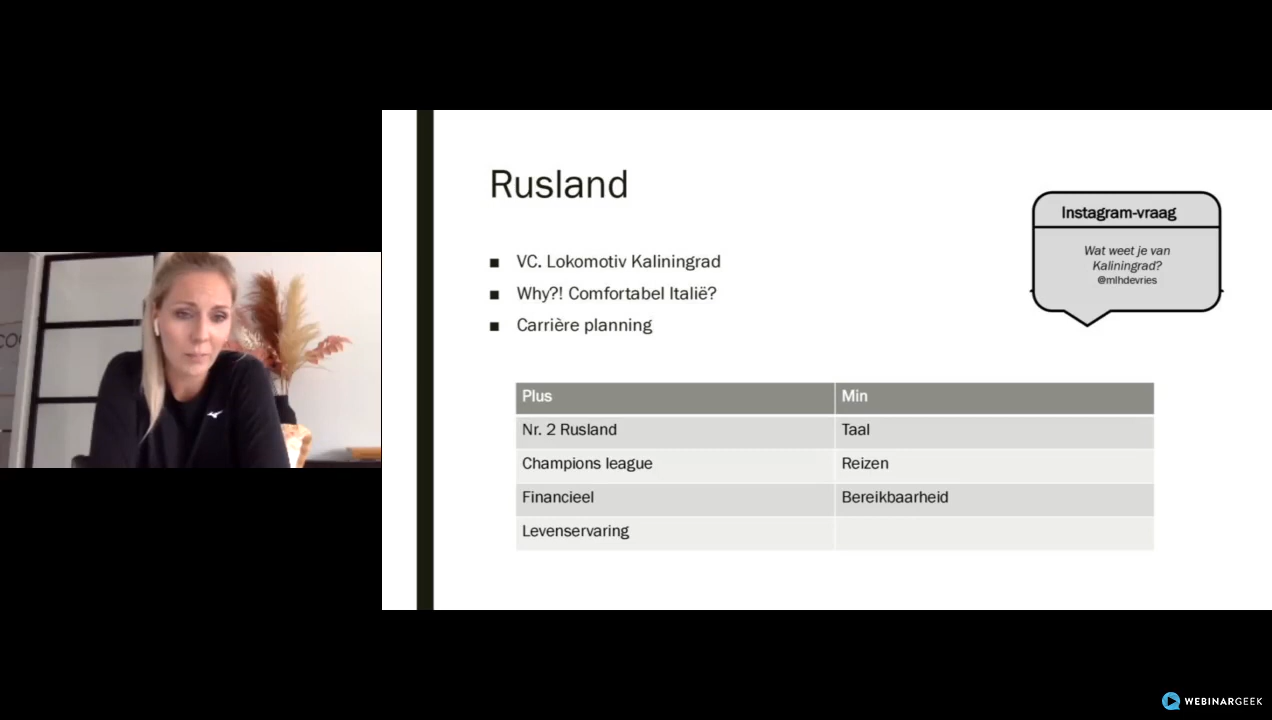 Rusland
VC. Lokomotiv Kaliningrad
Why?! Comfortabel Italië?
Carrière planning
Instagram-vraag
Wat weet je van
Kaliningrad?
@mlhdevries
Plus Min
Nr. 2 Rusland Taal
Champions league Reizen
Financieel Bereikbaarheid
Levenservaring
WEBINARGEEK